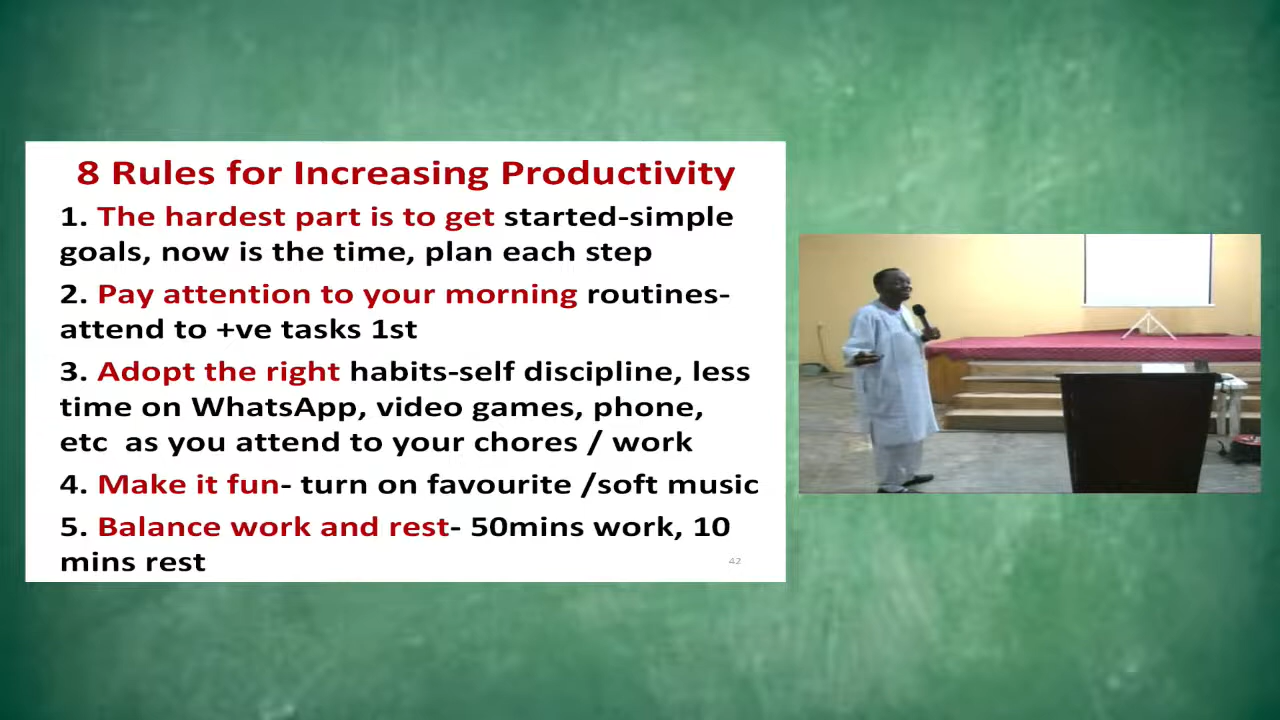 8 Rules for Increasing Productivity
1. The hardest part is to get started-simple
goals, now is the time, plan each step
2. Pay attention to your morning routines-
attend to +ve tasks 1st
3. Adopt the right habits-self discipline, less
time on WhatsApp, video games, phone,
etc  as you attend to your chores / work
4. Make it fun- turn on favourite /soft music
5. Balance work and rest- 50mins work, 10
mins rest
42